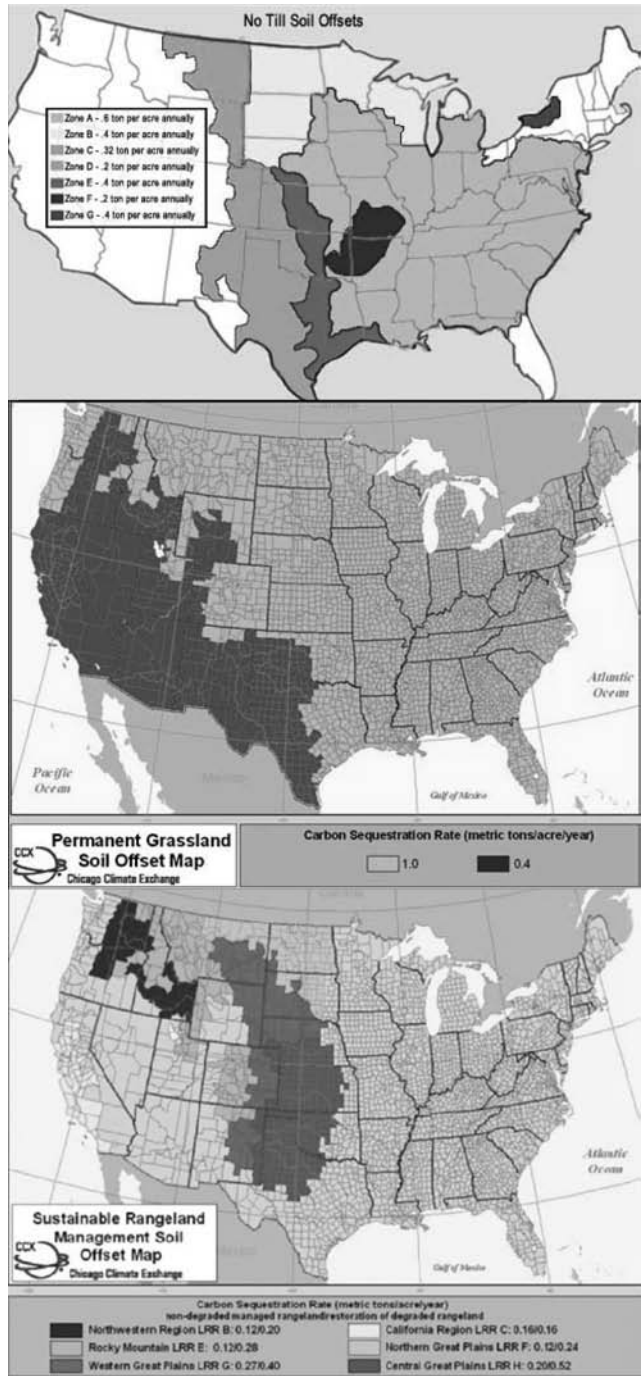 No Till Soil Offsets
Zone A - .6 ton per acre annually
Zone B - .4 ton per acre annually
Zone C - .32 ton per acre annually
Zone D - .2 ton per acre annually
Zone E - .4 ton per acre annually
Zone F - .2 ton per acre annually
Zone G - .4 ton per acre annually
Atlantic
Ocean
Pacific
Ocean
Mexico
Gulf of Mexico
CCX
Permanent Grassland
Soil Offset Map
Chicago Climate Exchange
Carbon Sequestration Rate (metric tons/acre/year)
1.0
0.4
Atlantic
Ocean
Gulf of Mexico
Sustainable Rangeland
Management Soil
Offset Map
CCX
Chicago Climate Exchange
Carbon Sequestration Rate (metric tons/acre/year)
non-degraded managed rangeland/restoration of degraded rangeland
Northwestern Region LRR B: 0.12/0.20
California Region LRR C: 0.16/0.16
Rocky Mountain LRR E: 0.12/0.28
Northern Great Plains LRR F: 0.12/0.24
Western Great Plains LRR G: 0.27/0.40
Central Great Plains LRR H: 0.20/0.52